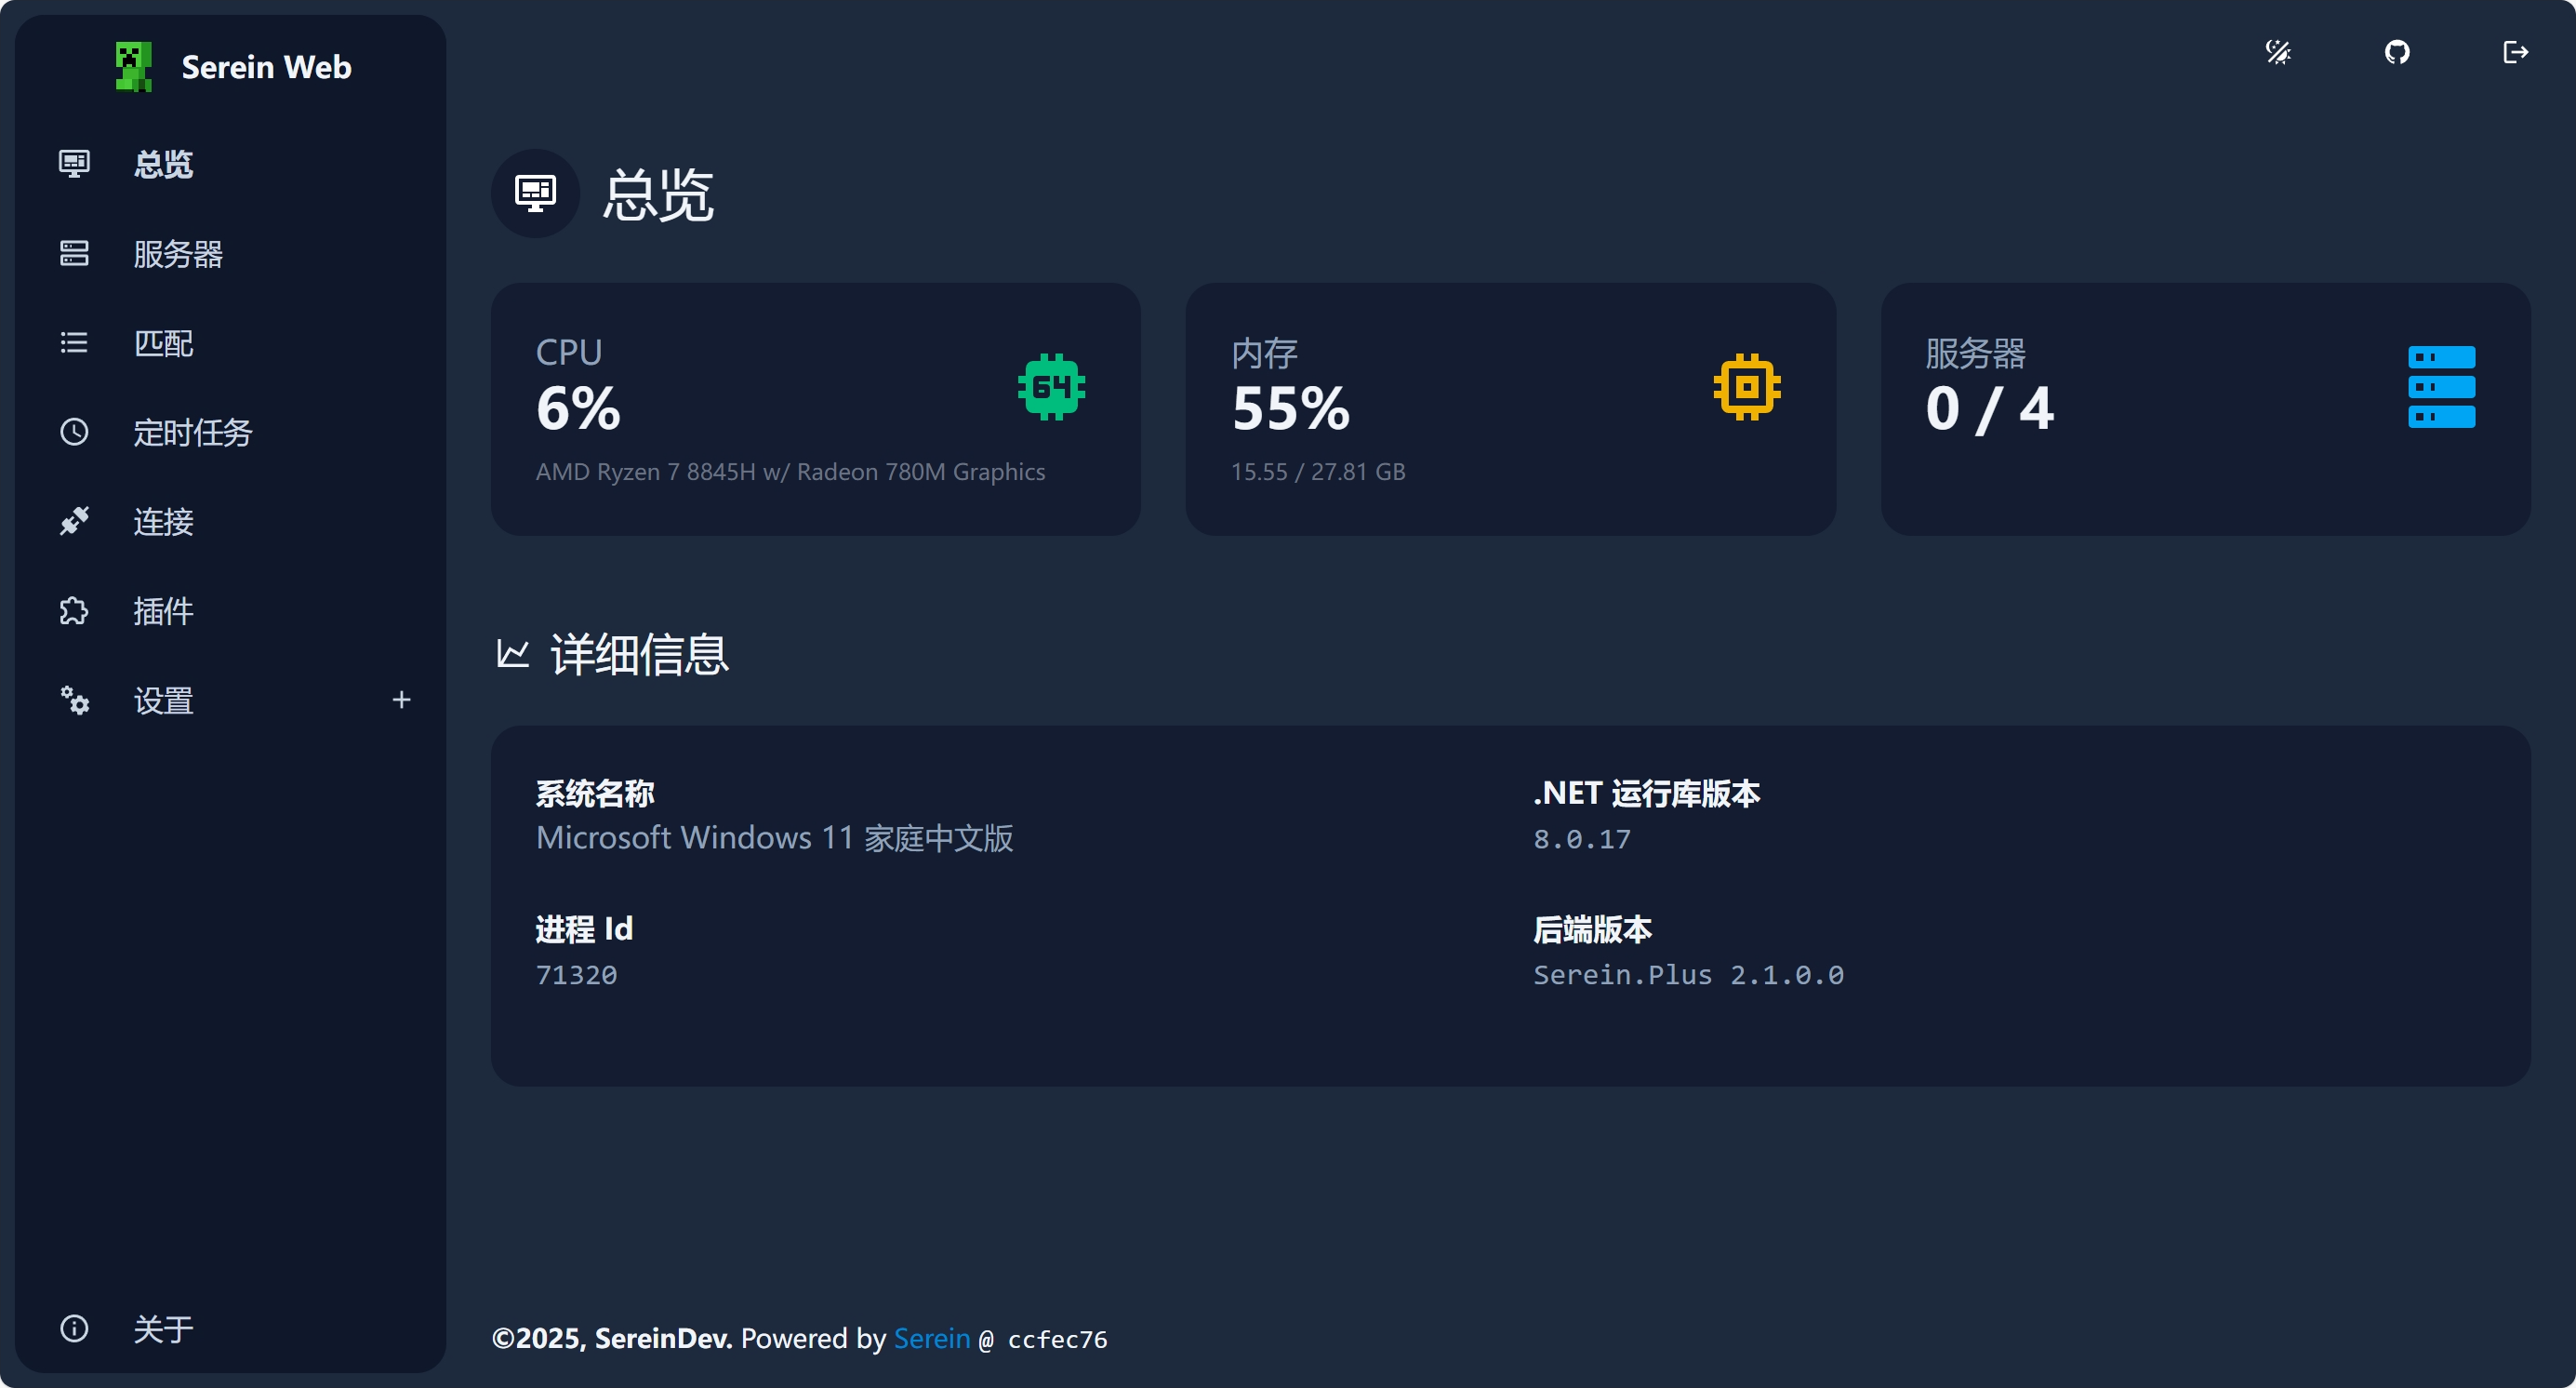 Serein Web
总览
服务器
匹配
定时任务
连接
插件
设置
关于
总览
CPU
6%
AMD Ryzen 7 8845H w/ Radeon 780M Graphics
64
内存
55%
15.55 / 27.81 GB
服务器
0 / 4
详细信息
系统名称
Microsoft Windows 11 家庭中文版
.NET 运行库版本
8.0.17
进程 Id
71320
后端版本
Serein.Plus 2.1.0.0
©2025, SereinDev. Powered by Serein @ ccfec76